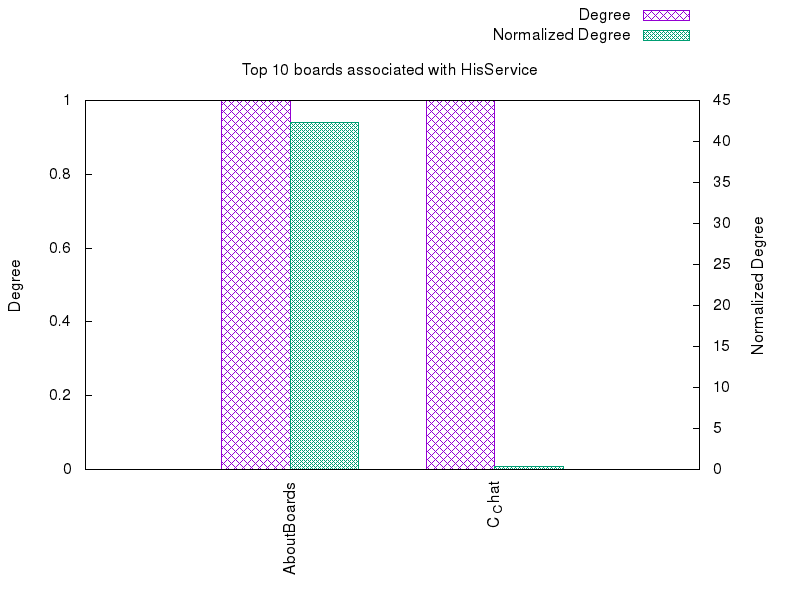 Degree
Normalized Degree
Top 10 boards associated with HisService
1
0.8
0.6
0.4
0.2
0
45
40
35
30
25
20
15
10
5
0
Degree
Normalized Degree
AboutBoards
CChat